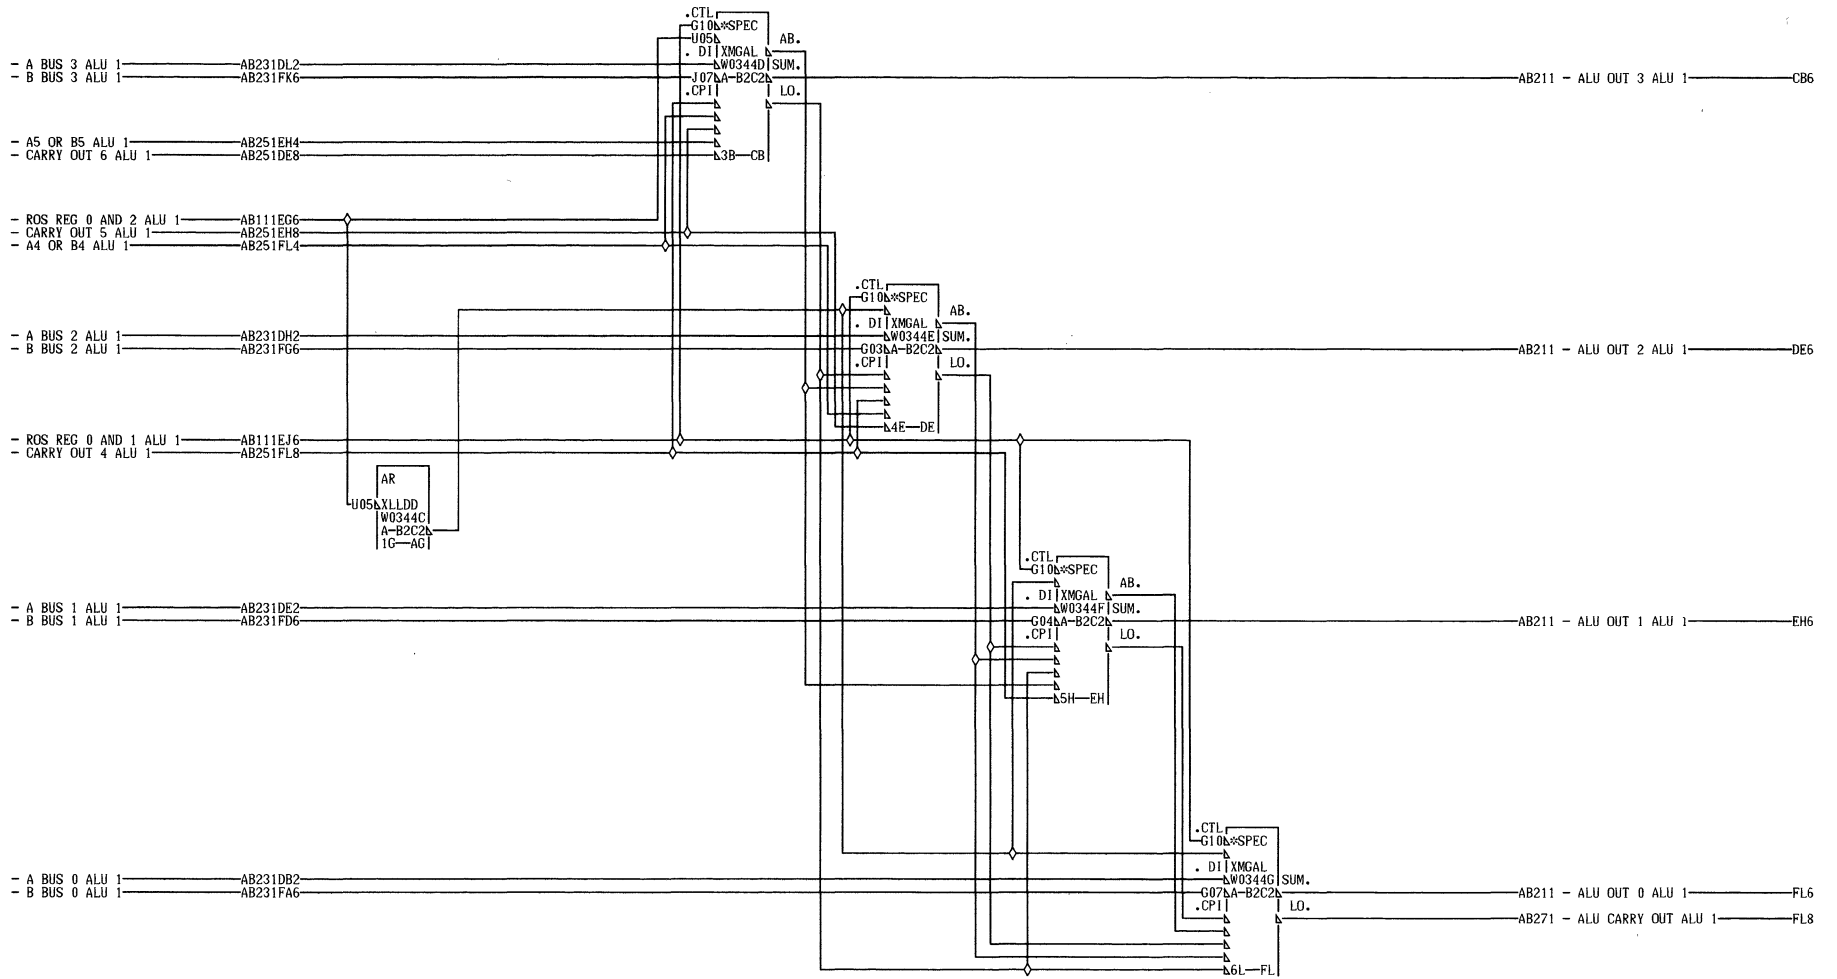 .CTL
G10 *SPEC
U05 AB.
. DI XMGAL
- A BUS 3 ALU 1 AB231DL2 W0344D SUM.
- B BUS 3 ALU 1 AB231FK6 J07 A-B2C2 AB211 - ALU OUT 3 ALU 1 CB6
.CPI LO.
- A5 OR B5 ALU 1 AB251EH4
- CARRY OUT 6 ALU 1 AB251DE8 3B-CB
- ROS REG 0 AND 2 ALU 1 AB111EG6
- CARRY OUT 5 ALU 1 AB251EH8
- A4 OR B4 ALU 1 AB251FL4
.CTL
G10 *SPEC
AB.
. DI XMGAL
- A BUS 2 ALU 1 AB231DH2 W0344E SUM.
- B BUS 2 ALU 1 AB231FG6 G03 A-B2C2 AB211 - ALU OUT 2 ALU 1 DE6
.CPI LO.
4E-DE
- ROS REG 0 AND 1 ALU 1 AB111EJ6
- CARRY OUT 4 ALU 1 AB251FL8
AR
U05 XLLDD
W0344C
A-B2C2
1G-AG
.CTL
G10 *SPEC
AB.
. DI XMGAL
- A BUS 1 ALU 1 AB231DE2 W0344F SUM.
- B BUS 1 ALU 1 AB231FD6 G04 A-B2C2 AB211 - ALU OUT 1 ALU 1 EH6
.CPI LO.
5H-EH
.CTL
G10 *SPEC
. DI XMGAL
- A BUS 0 ALU 1 AB231DB2 W0344G SUM.
- B BUS 0 ALU 1 AB231FA6 G07 A-B2C2 AB211 - ALU OUT 0 ALU 1 FL6
.CPI LO.
AB271 - ALU CARRY OUT ALU 1 FL8
6L-FL